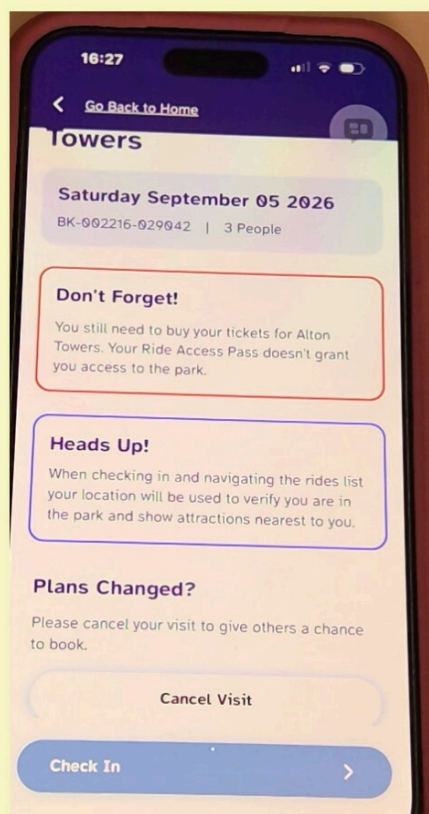 16:27
Go Back to Home
Towers
Saturday September 05 2026
BK-002216-029042 | 3 People
Don't Forget!
You still need to buy your tickets for Alton
Towers. Your Ride Access Pass doesn't grant
you access to the park.
Heads Up!
When checking in and navigating the rides list
your location will be used to verify you are in
the park and show attractions nearest to you.
Plans Changed?
Please cancel your visit to give others a chance
to book.
Cancel Visit
Check In